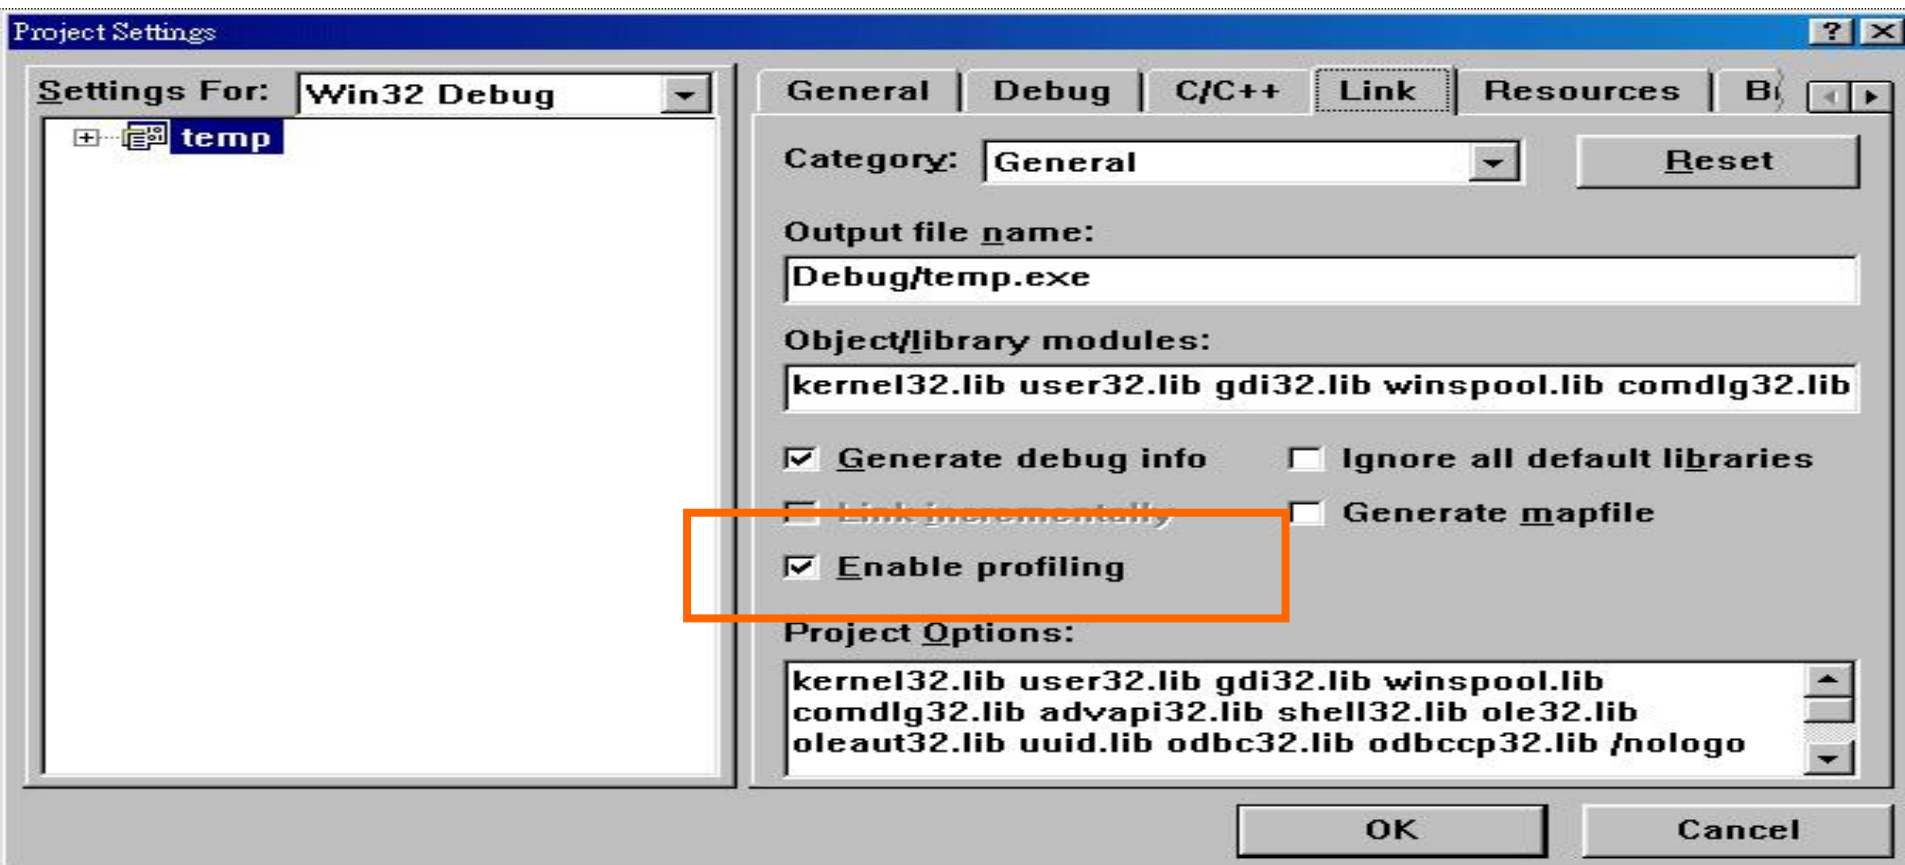 Project Settings
Settings For: Win32 Debug
temp
General Debug C/C++ Link Resources
Category: General Reset
Output file name:
Debug/temp.exe
Object/library modules:
kernel32.lib user32.lib gdi32.lib winspool.lib comdlg32.lib
Generate debug info Ignore all default libraries
Link incrementally Generate mapfile
Enable profiling
Project Options:
kernel32.lib user32.lib gdi32.lib winspool.lib
comdlg32.lib advapi32.lib shell32.lib ole32.lib
oleaut32.lib uuid.lib odbc32.lib odbccp32.lib /nologo
OK Cancel